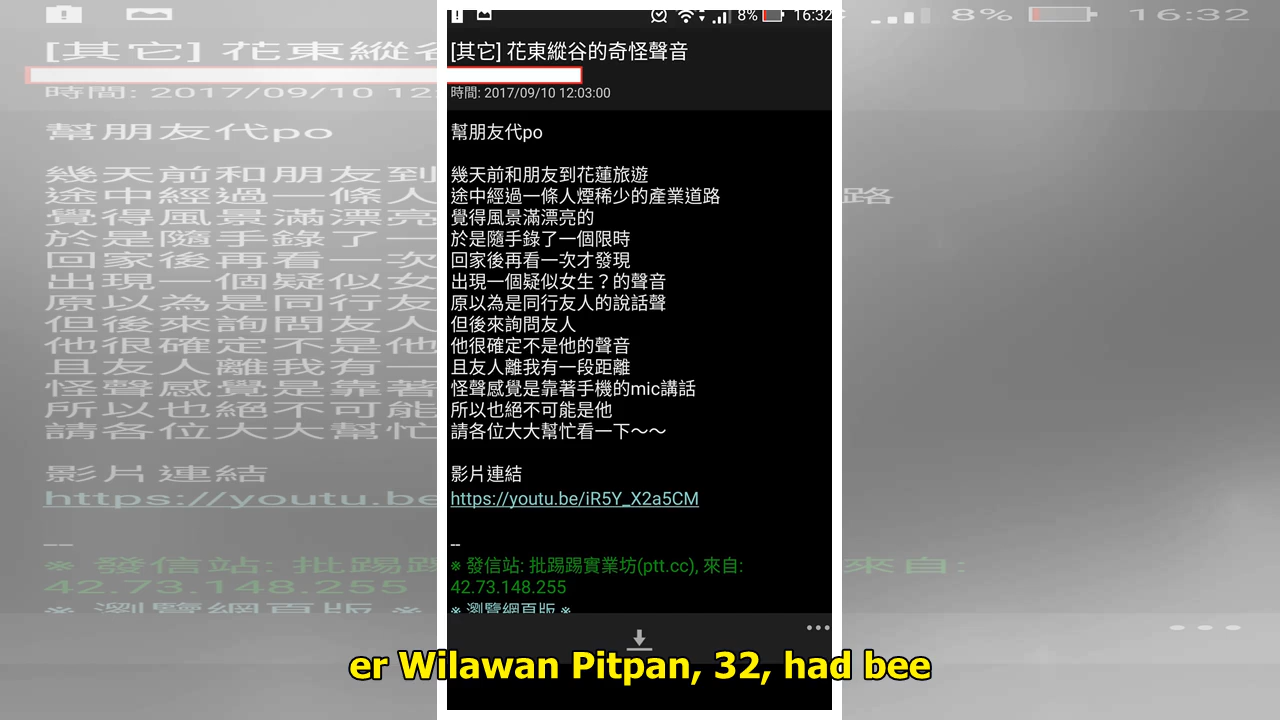 8% 16:32
[其它] 花東縱谷的奇怪聲音
時間: 2017/09/10 12:03:00
幫朋友代po
幾天前和朋友到花蓮旅遊
途中經過一條人煙稀少的產業道路
覺得風景滿漂亮的
於是隨手錄了一個限時
回家後再看一次才發現
出現一個疑似女生？的聲音
原以為是同行友人的說話聲
但後來詢問友人
他很確定不是他的聲音
且友人離我有一段距離
怪聲感覺是靠著手機的mic講話
所以也絕不可能是他
請各位大大幫忙看一下～～
影片連結
https://youtu.be/iR5Y_X2a5CM
--
※ 發信站: 批踢踢實業坊(ptt.cc), 來自:
42.73.148.255
※ 瀏覽網頁版 ※
er Wilawan Pitpan, 32, had bee